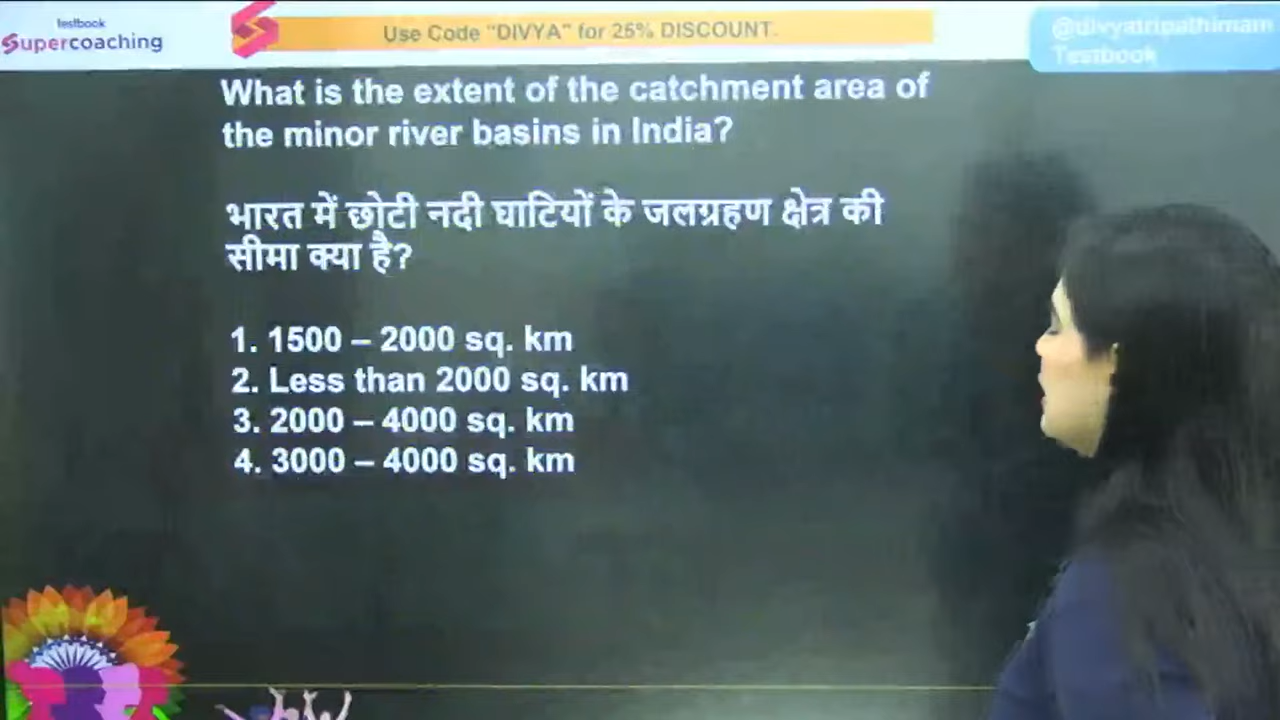 testbook
Supercoaching
Use Code "DIVYA" for 25% DISCOUNT.
@divyatripathimam
Testbook
What is the extent of the catchment area of
the minor river basins in India?
भारत में छोटी नदी घाटियों के जलग्रहण क्षेत्र की
सीमा क्या है?
1. 1500 – 2000 sq. km
2. Less than 2000 sq. km
3. 2000 – 4000 sq. km
4. 3000 – 4000 sq. km